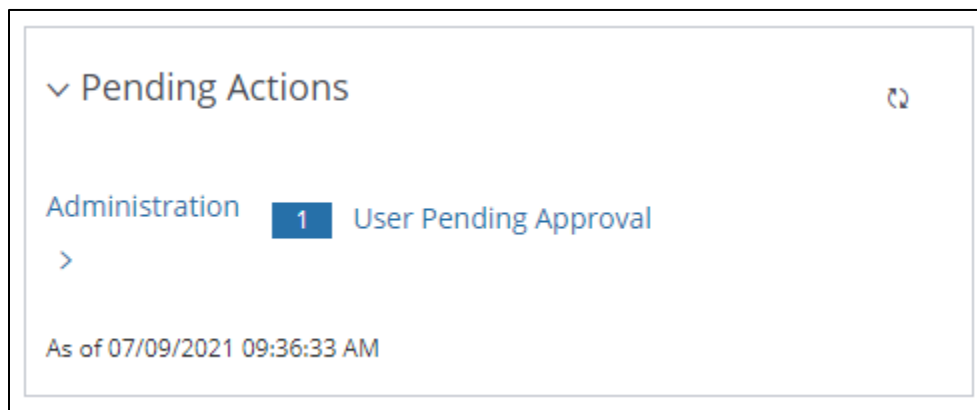 Pending Actions
Administration 1 User Pending Approval
As of 07/09/2021 09:36:33 AM